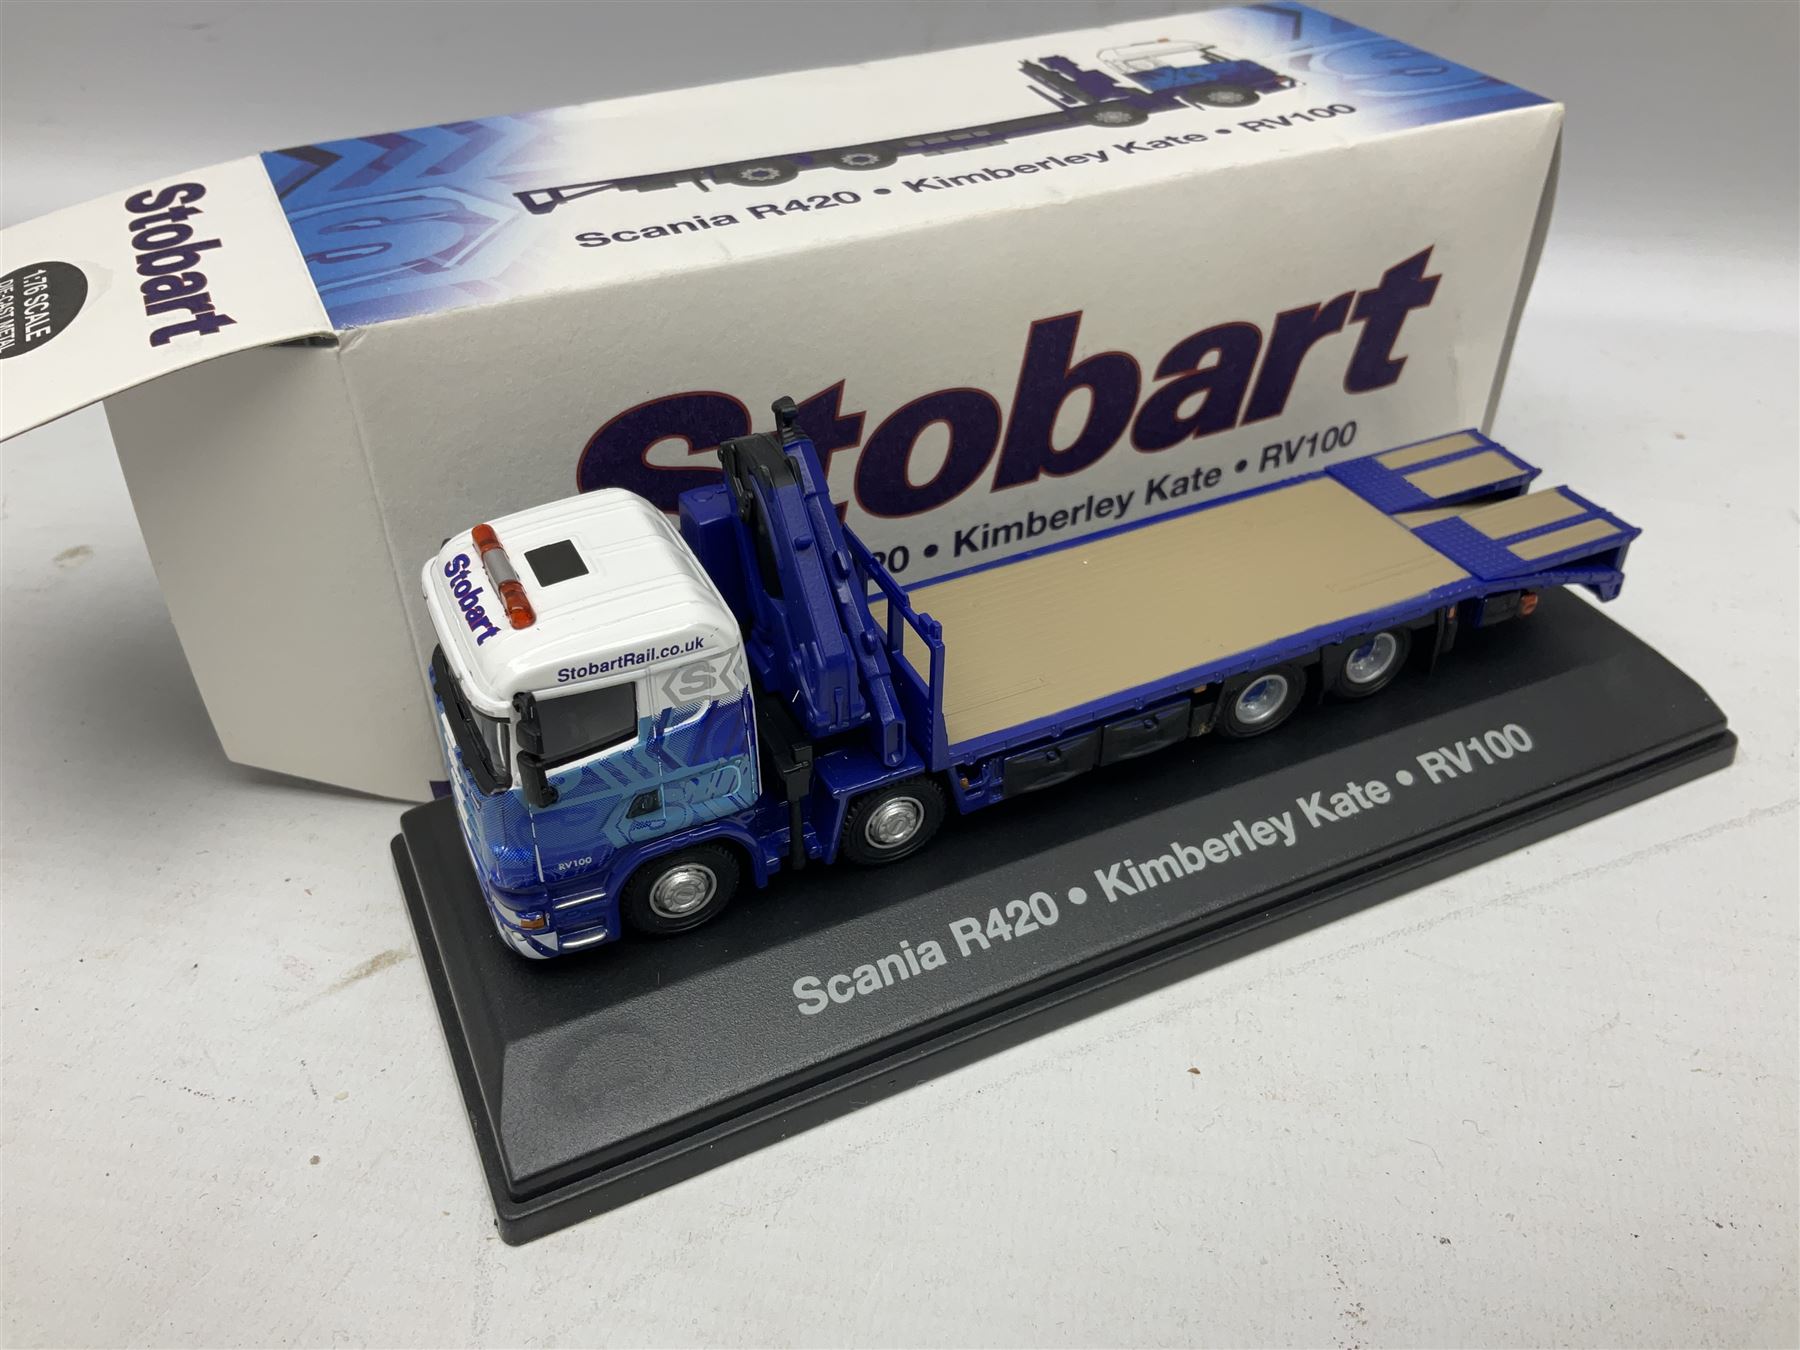 Scania R420 • Kimberley Kate • RV100
Stobart
1:76 SCALE
DIE-CAST METAL
Stobart
20 • Kimberley Kate • RV100
Stobart
StobartRail.co.uk
S
RV100
Scania R420 • Kimberley Kate • RV100